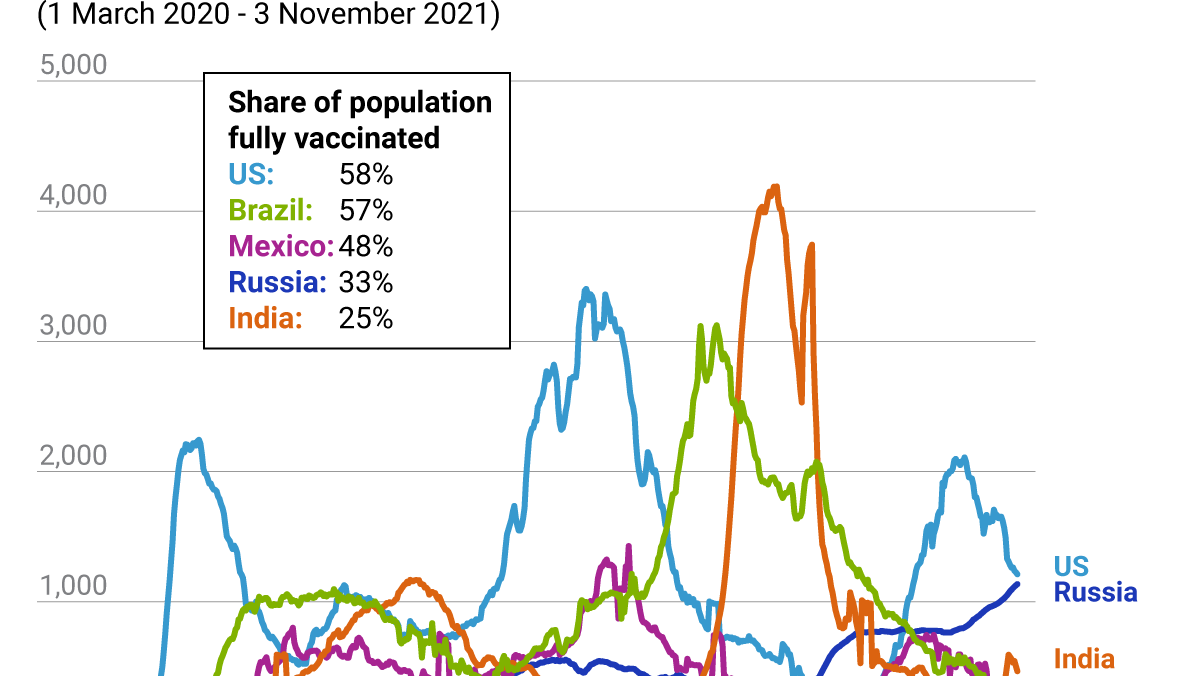 (1 March 2020 - 3 November 2021)
5,000
Share of population
fully vaccinated
US: 58%
4,000
Brazil: 57%
Mexico: 48%
Russia: 33%
India: 25%
3,000
2,000
US
1,000
Russia
India